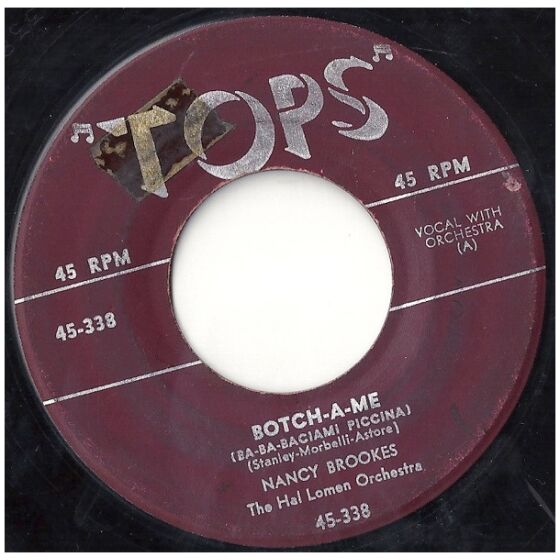 "TOPS"
45 RPM
45 RPM
VOCAL WITH
ORCHESTRA
(A)
45-338
BOTCH-A-ME
(BA-BA-BACIAMI PICCINA)
(Stanley-Morbelli-Astore)
NANCY BROOKES
The Hal Lomen Orchestra
45-338